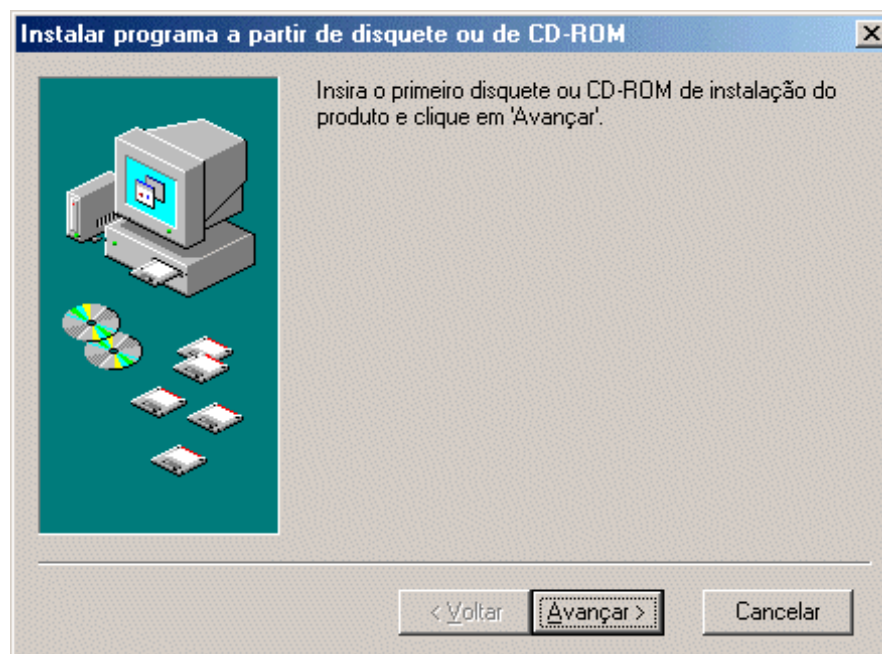 Instalar programa a partir de disquete ou de CD-ROM
Insira o primeiro disquete ou CD-ROM de instalação do
produto e clique em 'Avançar'.
< Voltar
Avançar >
Cancelar